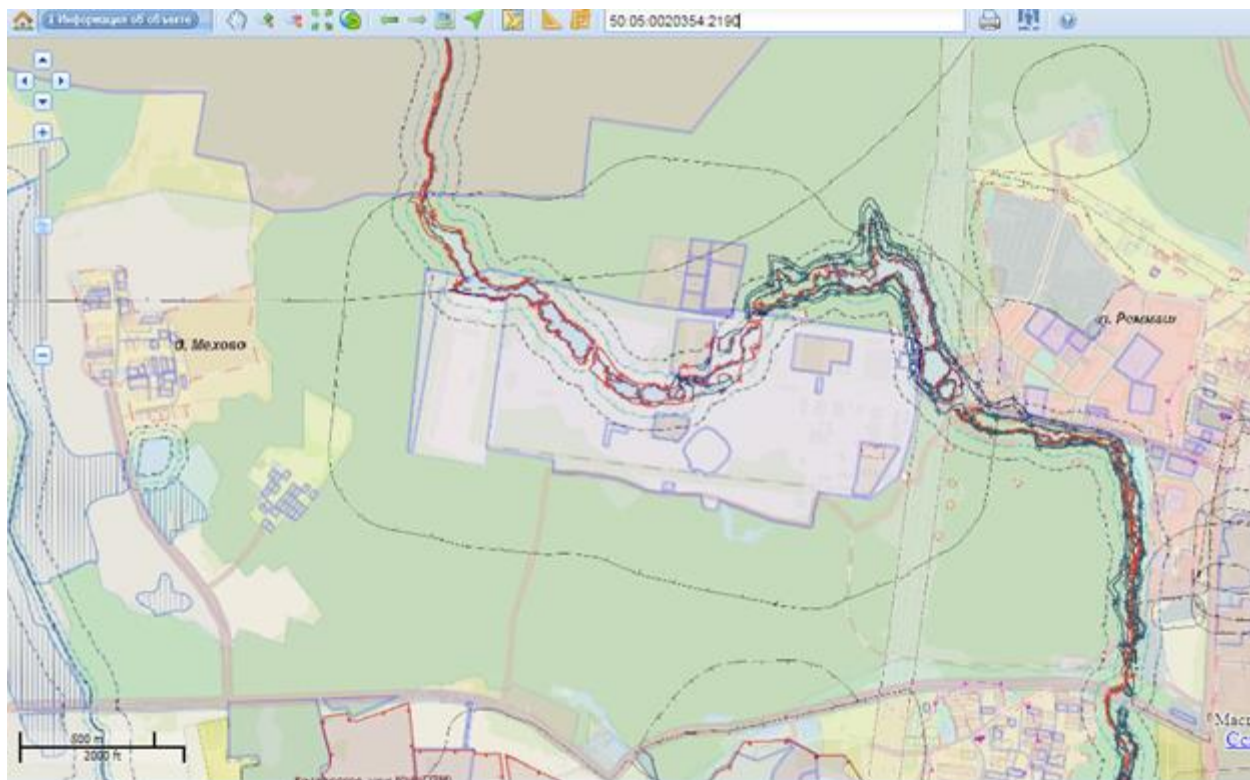 i Информация об объекте
50:05:0020354:2190
д. Мехово
п. Реммаш
500 m
2000 ft